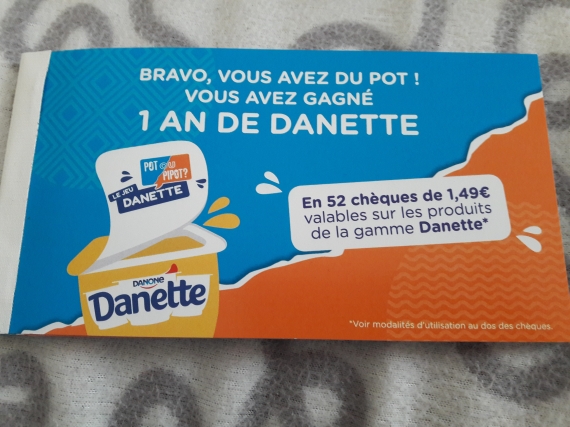 BRAVO, VOUS AVEZ DU POT !
VOUS AVEZ GAGNÉ
1 AN DE DANETTE
POT ou
PIPOT?
LE JEU
DANETTE
En 52 chèques de 1,49€
valables sur les produits
de la gamme Danette*
DANONE
Danette
*Voir modalités d'utilisation au dos des chèques.